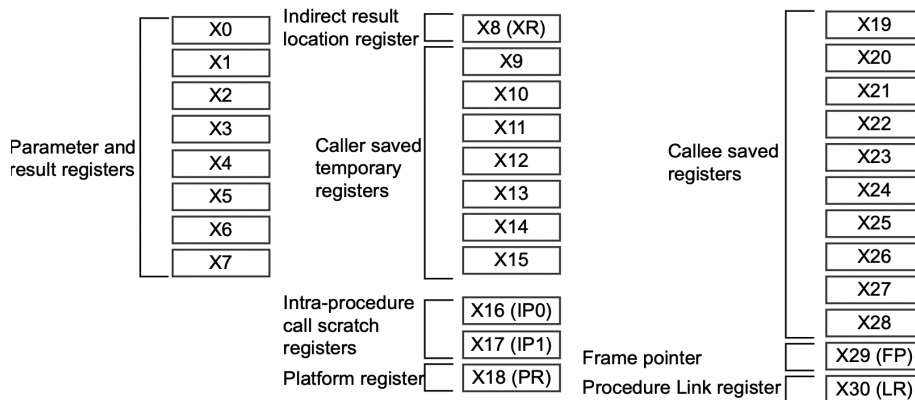 Parameter and
result registers
X0
X1
X2
X3
X4
X5
X6
X7
Indirect result
location register
X8 (XR)
Caller saved
temporary
registers
X9
X10
X11
X12
X13
X14
X15
Intra-procedure
call scratch
registers
X16 (IP0)
X17 (IP1)
Platform register
X18 (PR)
Callee saved
registers
X19
X20
X21
X22
X23
X24
X25
X26
X27
X28
Frame pointer
X29 (FP)
Procedure Link register
X30 (LR)